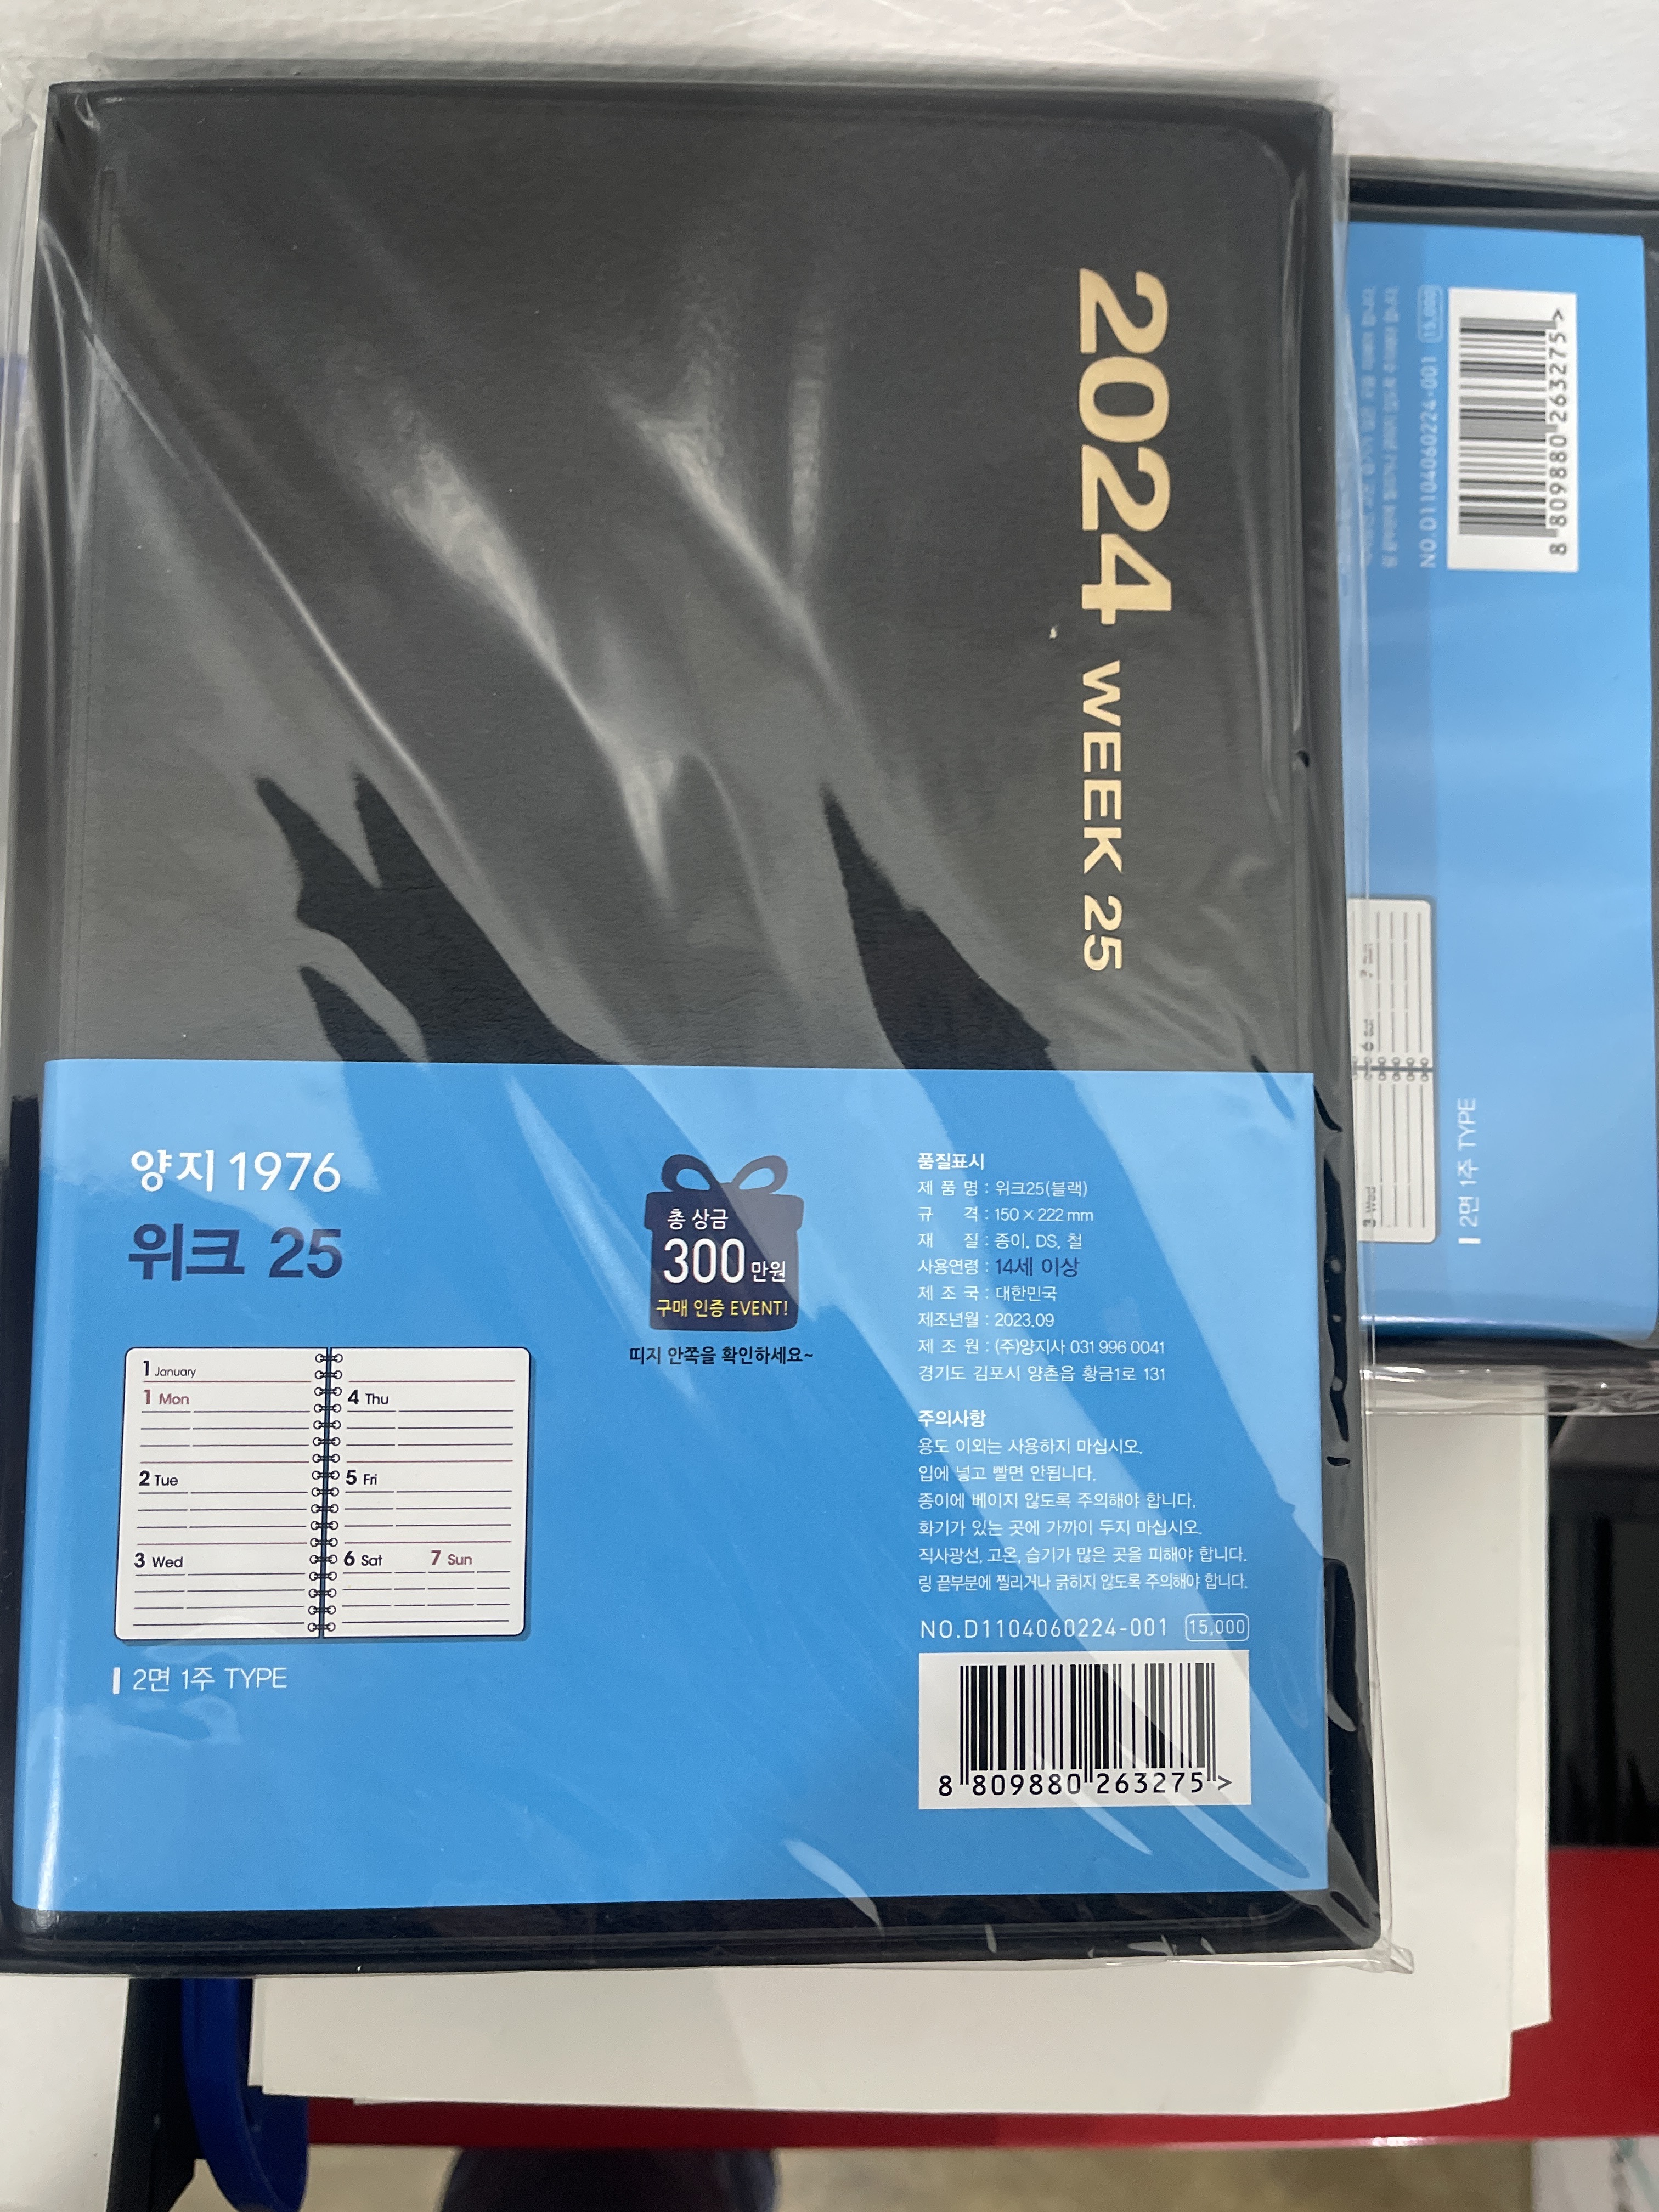 2024 WEEK 25
양지 1976
위크 25
1 January
1 Mon
2 Tue
3 Wed
4 Thu
5 Fri
6 Sat 7 Sun
2면 1주 TYPE
총 상금
300만원
구매 인증 EVENT!
띠지 안쪽을 확인하세요~
품질표시
제 품 명 : 위크25(블랙)
규 격 : 150 × 222 mm
재 질 : 종이, DS, 철
사용연령 : 14세 이상
제 조 국 : 대한민국
제조년월 : 2023.09
제 조 원 : (주)양지사 031 996 0041
경기도 김포시 양촌읍 황금1로 131
주의사항
용도 이외는 사용하지 마십시오.
입에 넣고 빨면 안됩니다.
종이에 베이지 않도록 주의해야 합니다.
화기가 있는 곳에 가까이 두지 마십시오.
직사광선, 고온, 습기가 많은 곳을 피해야 합니다.
링 끝부분에 찔리거나 긁히지 않도록 주의해야 합니다.
NO.D1104060224-001 15,000
8 809880 263275 >
NO.D1104060224-001 15,000
8 809880 263275 >
3 Wed
6 Sat
2면 1주 TYPE